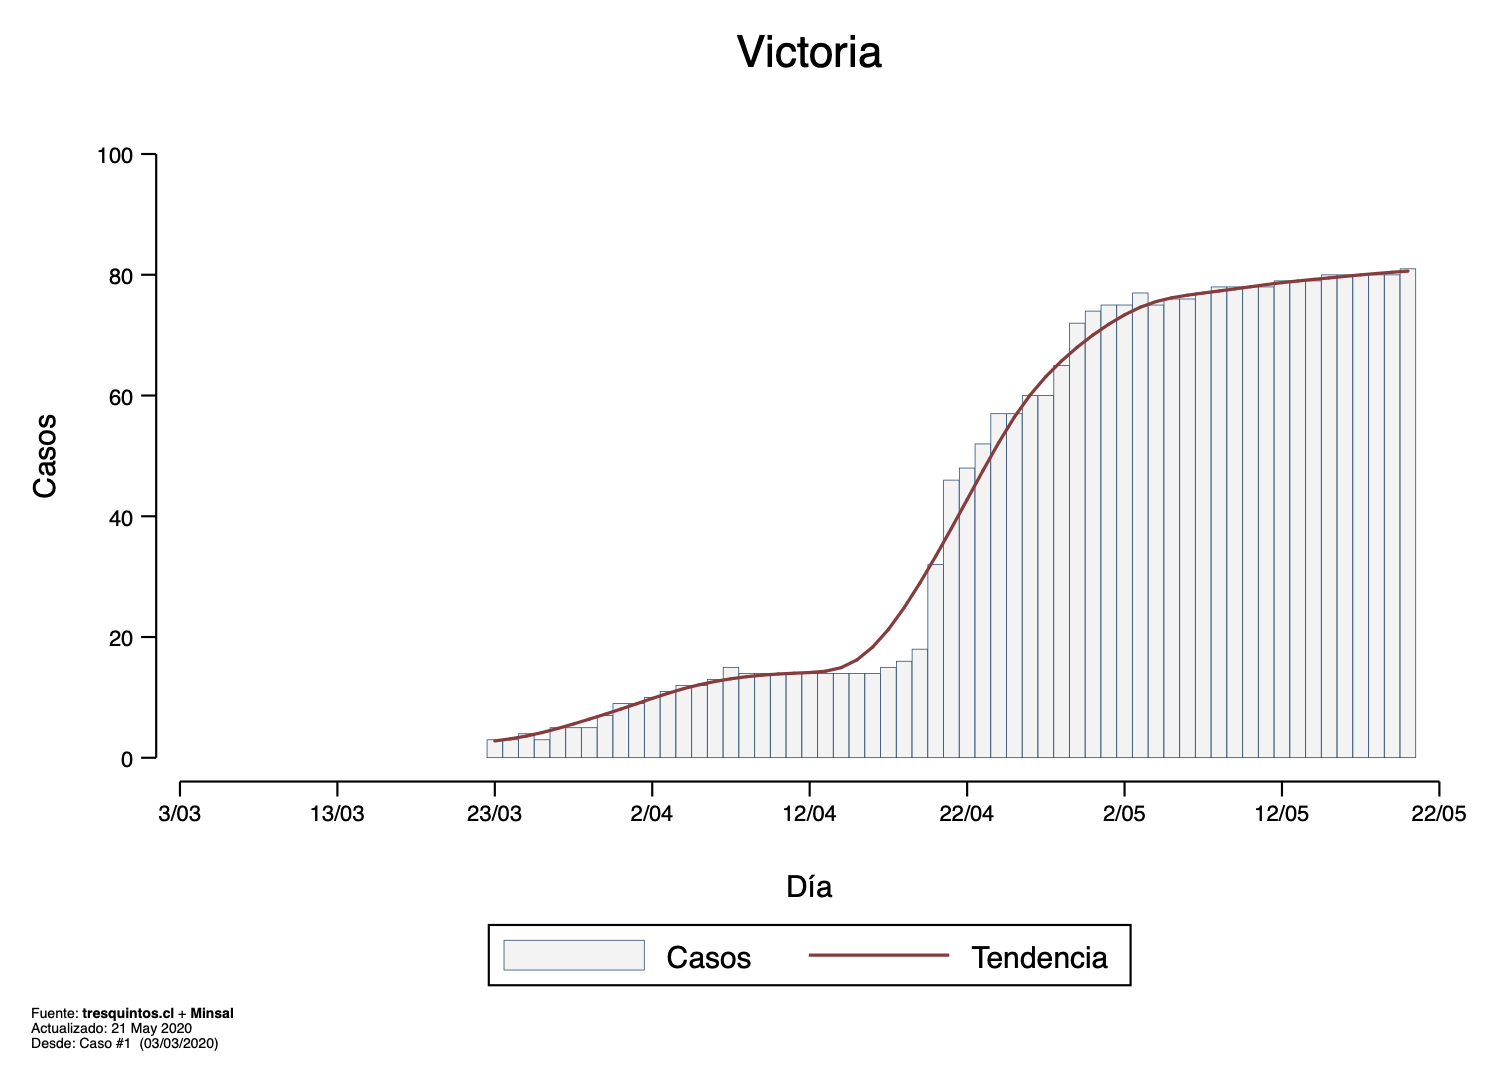 Victoria
100
80
60
40
20
0
Casos
3/03 13/03 23/03 2/04 12/04 22/04 2/05 12/05 22/05
Día
Casos Tendencia
Fuente: tresquintos.cl + Minsal
Actualizado: 21 May 2020
Desde: Caso #1 (03/03/2020)